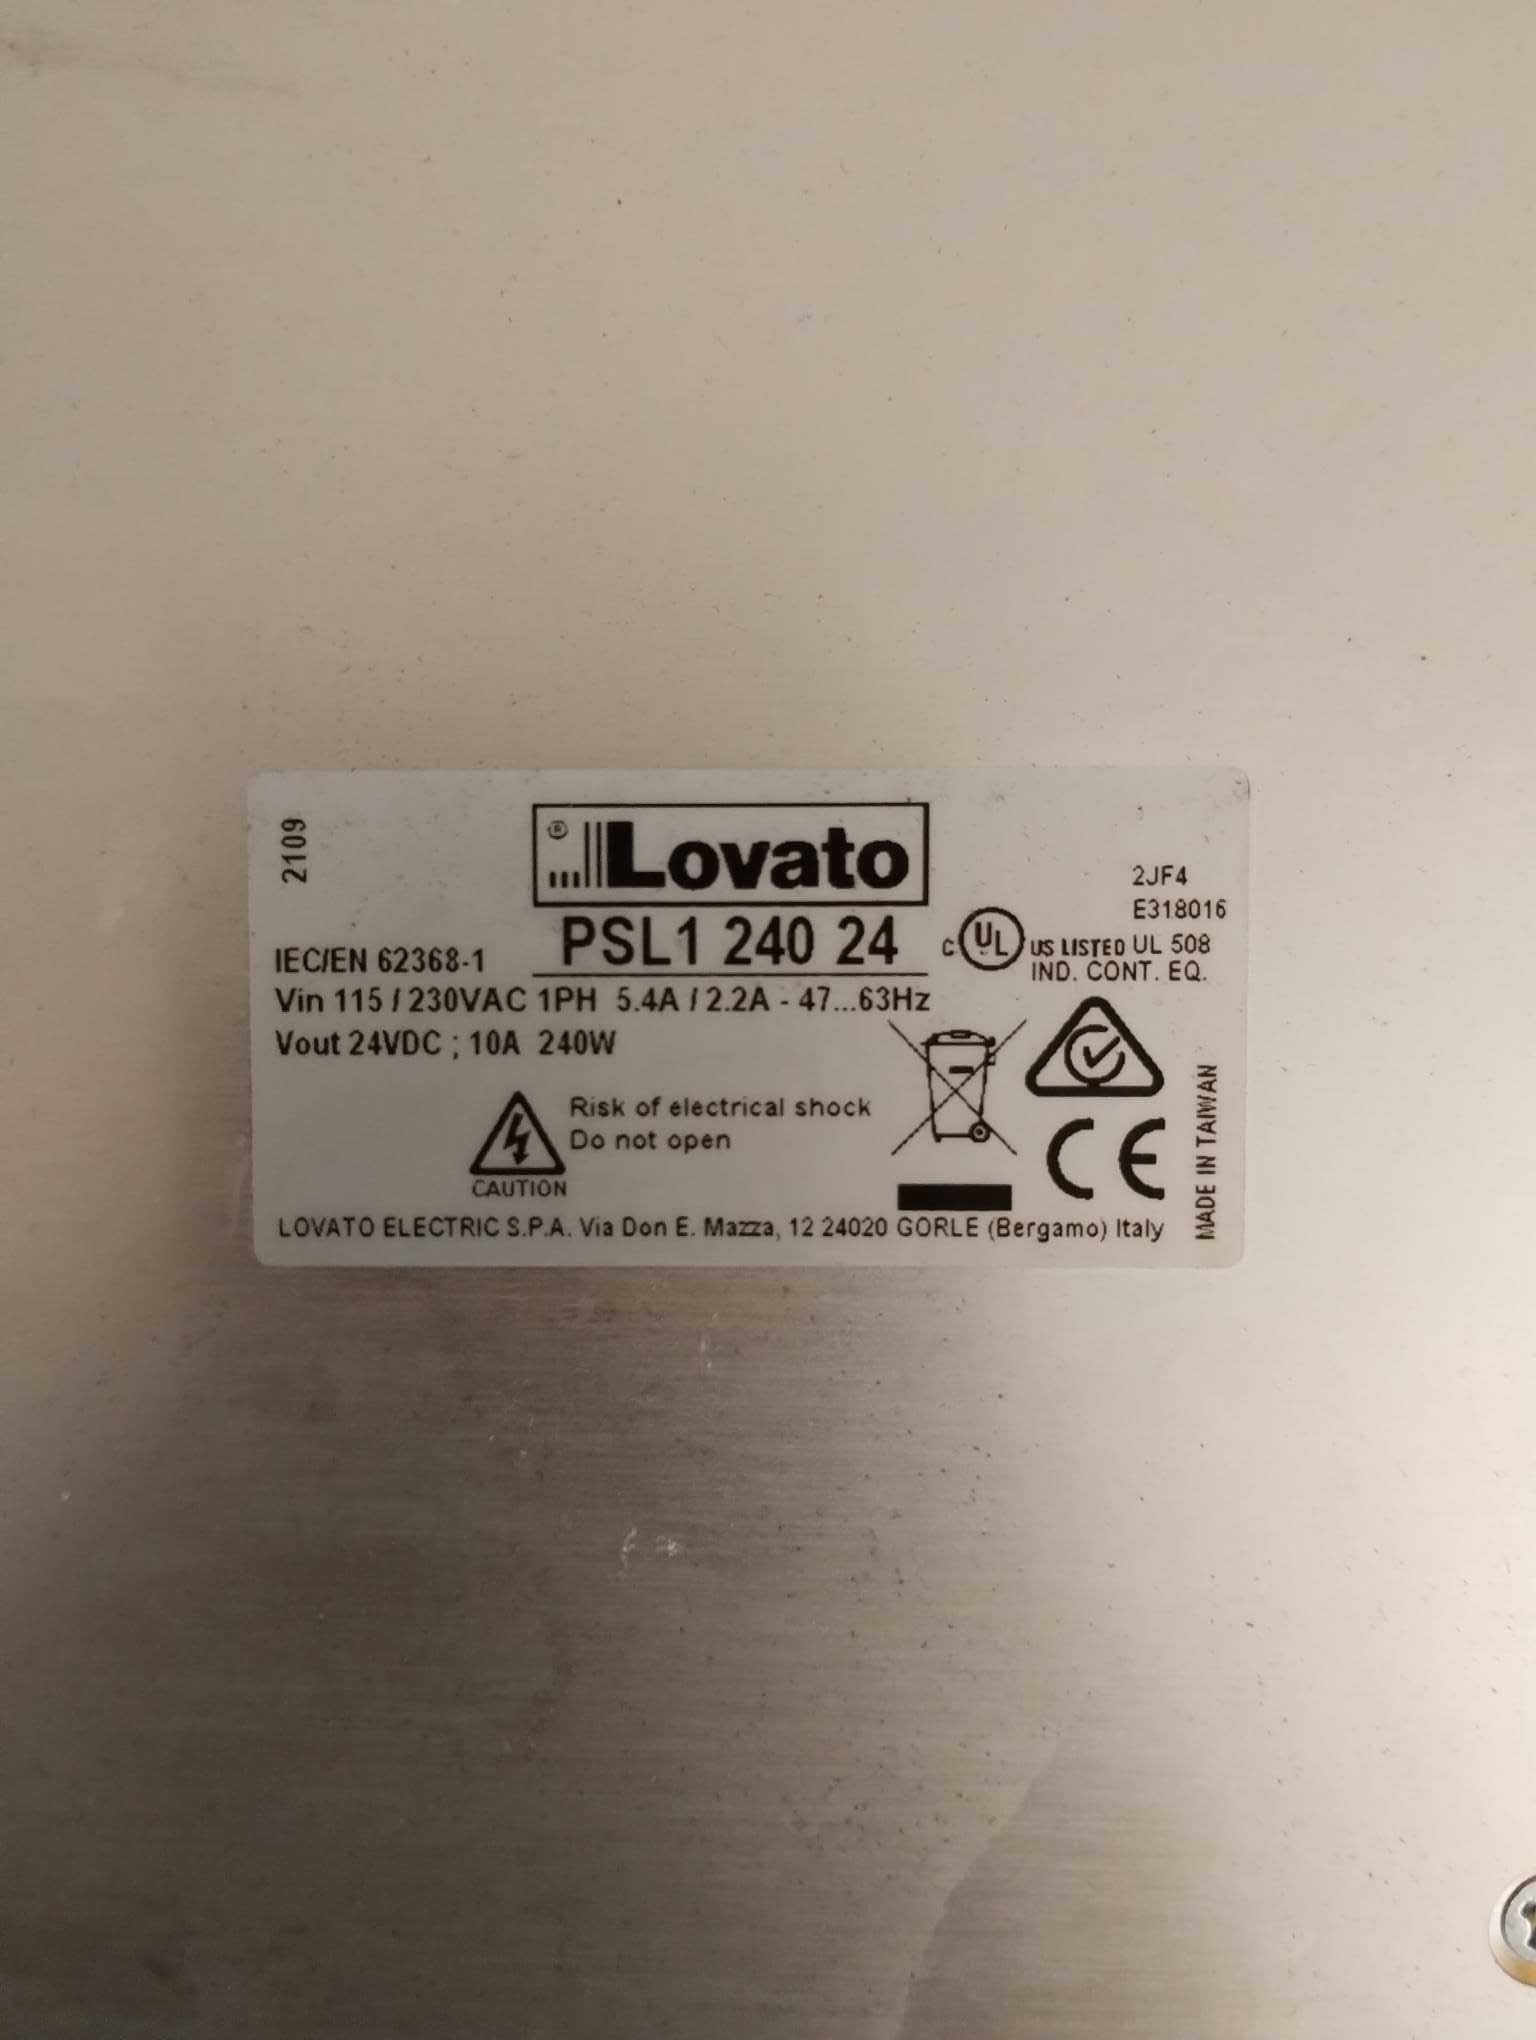 2109
® Lovato
PSL1 240 24
2JF4
E318016
C UL US LISTED UL 508
IND. CONT. EQ.
IEC/EN 62368-1
Vin 115 / 230VAC 1PH 5.4A / 2.2A - 47...63Hz
Vout 24VDC ; 10A 240W
Risk of electrical shock
Do not open
CAUTION
CE
MADE IN TAIWAN
LOVATO ELECTRIC S.P.A. Via Don E. Mazza, 12 24020 GORLE (Bergamo) Italy